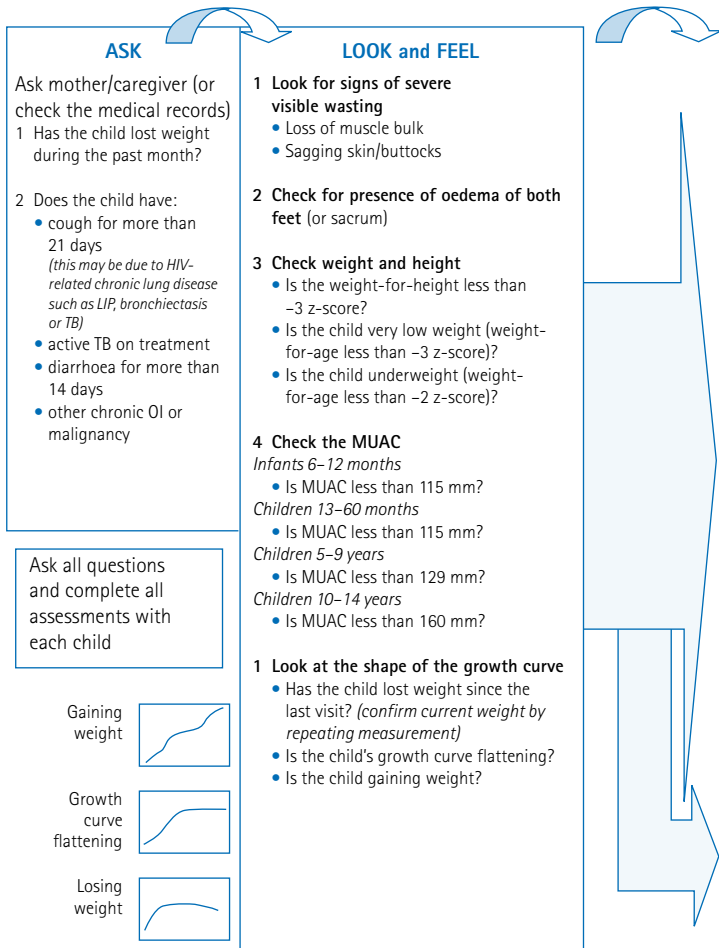 ASK
Ask mother/caregiver (or
check the medical records)
1 Has the child lost weight
during the past month?
2 Does the child have:
• cough for more than
21 days
(this may be due to HIV-
related chronic lung disease
such as LIP, bronchiectasis
or TB)
• active TB on treatment
• diarrhoea for more than
14 days
• other chronic OI or
malignancy
Ask all questions
and complete all
assessments with
each child
Gaining
weight
Growth
curve
flattening
Losing
weight
LOOK and FEEL
1 Look for signs of severe
visible wasting
• Loss of muscle bulk
• Sagging skin/buttocks
2 Check for presence of oedema of both
feet (or sacrum)
3 Check weight and height
• Is the weight-for-height less than
–3 z-score?
• Is the child very low weight (weight-
for-age less than –3 z-score)?
• Is the child underweight (weight-
for-age less than –2 z-score)?
4 Check the MUAC
Infants 6–12 months
• Is MUAC less than 115 mm?
Children 13–60 months
• Is MUAC less than 115 mm?
Children 5–9 years
• Is MUAC less than 129 mm?
Children 10–14 years
• Is MUAC less than 160 mm?
1 Look at the shape of the growth curve
• Has the child lost weight since the
last visit? (confirm current weight by
repeating measurement)
• Is the child's growth curve flattening?
• Is the child gaining weight?